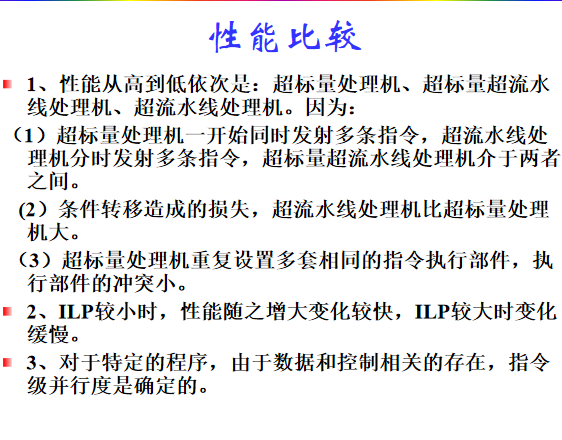 性能比较
1、性能从高到低依次是：超标量处理机、超标量超流水
线处理机、超流水线处理机。因为：
（1）超标量处理机一开始同时发射多条指令，超流水线处
理机分时发射多条指令，超标量超流水线处理机介于两者
之间。
(2）条件转移造成的损失，超流水线处理机比超标量处理
机大。
（3）超标量处理机重复设置多套相同的指令执行部件，执
行部件的冲突小。
2、ILP较小时，性能随之增大变化较快，ILP较大时变化
缓慢。
3、对于特定的程序，由于数据和控制相关的存在，指令
级并行度是确定的。